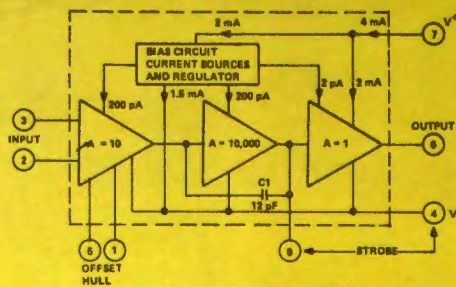 2 mA
4 mA
7
V+
BIAS CIRCUIT
CURRENT SOURCES
AND REGULATOR
200 pA
1.5 mA
200 pA
2 pA
2 mA
3
INPUT
2
A = 10
A = 10,000
A = 1
OUTPUT
6
C1
12 pF
4
V
5
1
8
STROBE
OFFSET
HULL